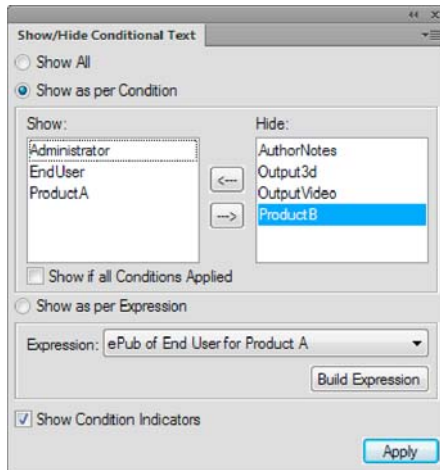 Show/Hide Conditional Text
Show All
Show as per Condition
Show: Hide:
Administrator AuthorNotes
EndUser Output3d
ProductA OutputVideo
<--- ProductB
--->
Show if all Conditions Applied
Show as per Expression
Expression: ePub of End User for Product A
Build Expression
Show Condition Indicators
Apply